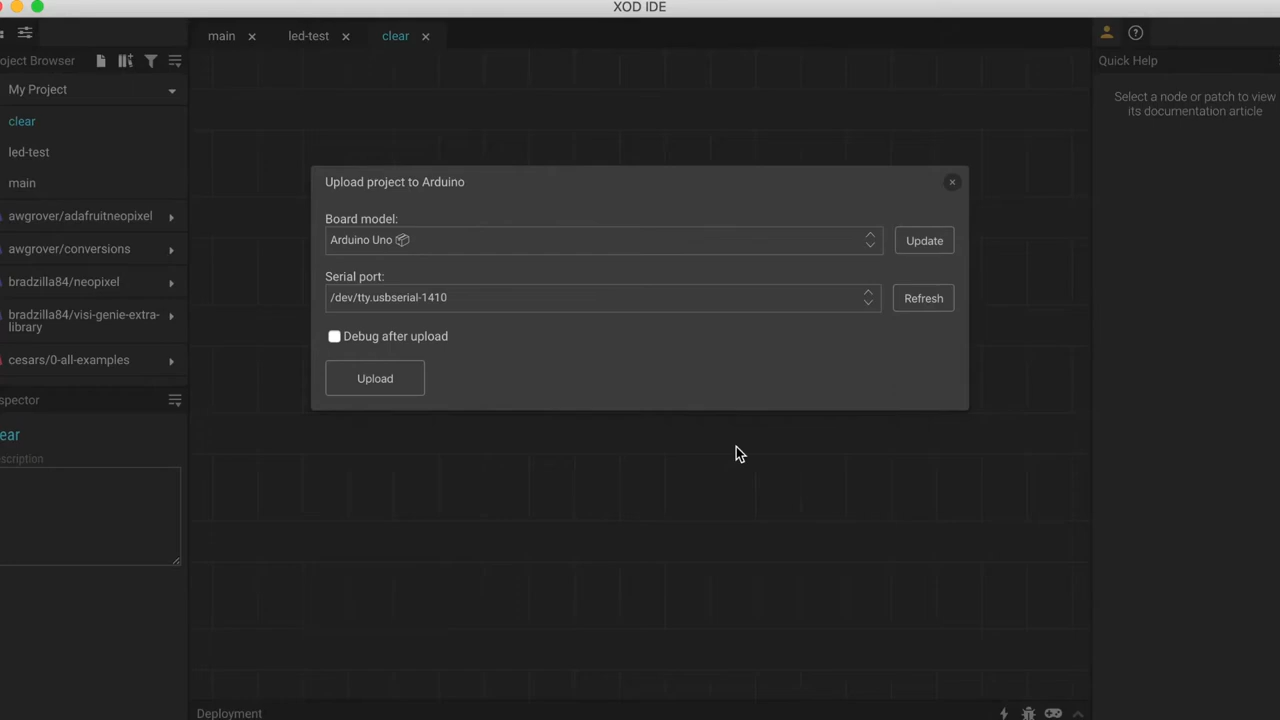 XOD IDE
main
led-test
clear
oject Browser
Quick Help
My Project
Select a node or patch to view
its documentation article
clear
led-test
main
awgrover/adafruitneopixel
awgrover/conversions
bradzilla84/neopixel
bradzilla84/visi-genie-extra-
library
cesars/0-all-examples
spector
ear
scription
Upload project to Arduino
Board model:
Arduino Uno
Update
Serial port:
/dev/tty.usbserial-1410
Refresh
Debug after upload
Upload
Deployment